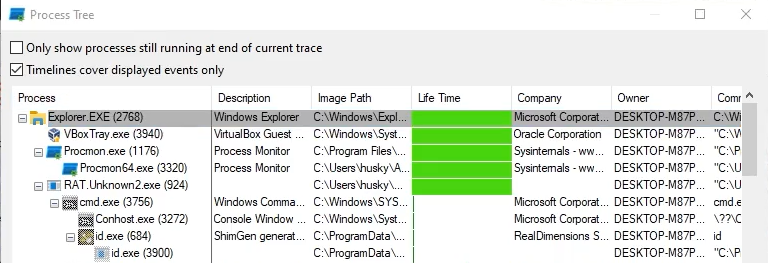 Process Tree
Only show processes still running at end of current trace
Timelines cover displayed events only
Process Description Image Path Life Time Company Owner Comm
Explorer.EXE (2768) Windows Explorer C:\Windows\Expl... Microsoft Corporat... DESKTOP-M87P... C:\Wi
VBoxTray.exe (3940) VirtualBox Guest ... C:\Windows\Syst... Oracle Corporation DESKTOP-M87P... "C:\W
Procmon.exe (1176) Process Monitor C:\Program Files\... Sysinternals - ww... DESKTOP-M87P... "C:\P
Procmon64.exe (3320) Process Monitor C:\Users\husky\A... Sysinternals - ww... DESKTOP-M87P... "C:\U
RAT.Unknown2.exe (924) C:\Users\husky\... DESKTOP-M87P... "C:\U
cmd.exe (3756) Windows Comma... C:\Windows\SYS... Microsoft Corporat... DESKTOP-M87P... cmd.e
Conhost.exe (3272) Console Window ... C:\Windows\Syst... Microsoft Corporat... DESKTOP-M87P... \??\C
id.exe (684) ShimGen generat... C:\ProgramData\... RealDimensions S... DESKTOP-M87P... id
id.exe (3900) C:\ProgramData\... DESKTOP-M87P... "C:\P